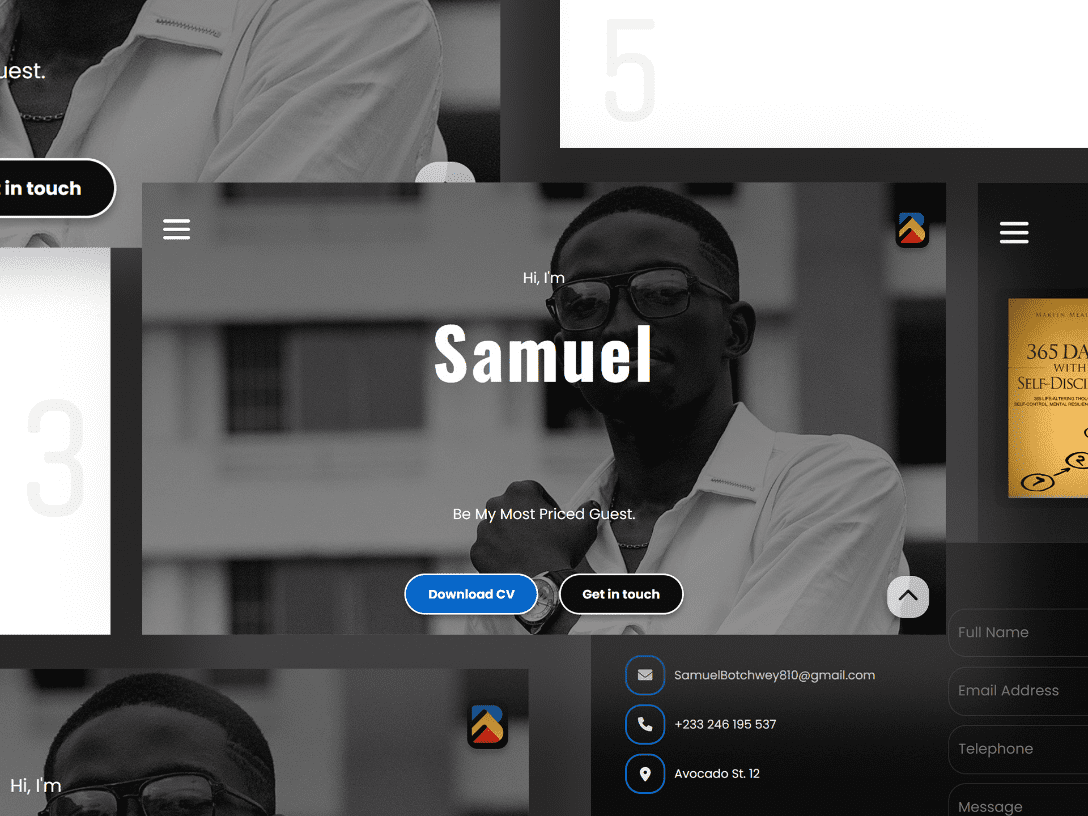 uest.
in touch
5
Hi, I'm
Samuel
Be My Most Priced Guest.
Download CV
Get in touch
3
365 DA
WITH
SELF-DISCI
SamuelBotchwey810@gmail.com
+233 246 195 537
Avocado St. 12
Full Name
Email Address
Telephone
Message
Hi, I'm